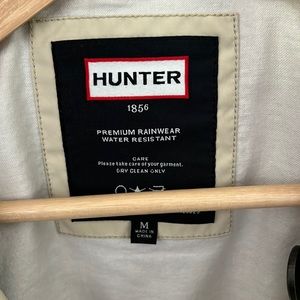 HUNTER
1856
PREMIUM RAINWEAR
WATER RESISTANT
CARE
Please take care of your garment.
DRY CLEAN ONLY
M
MADE IN
CHINA